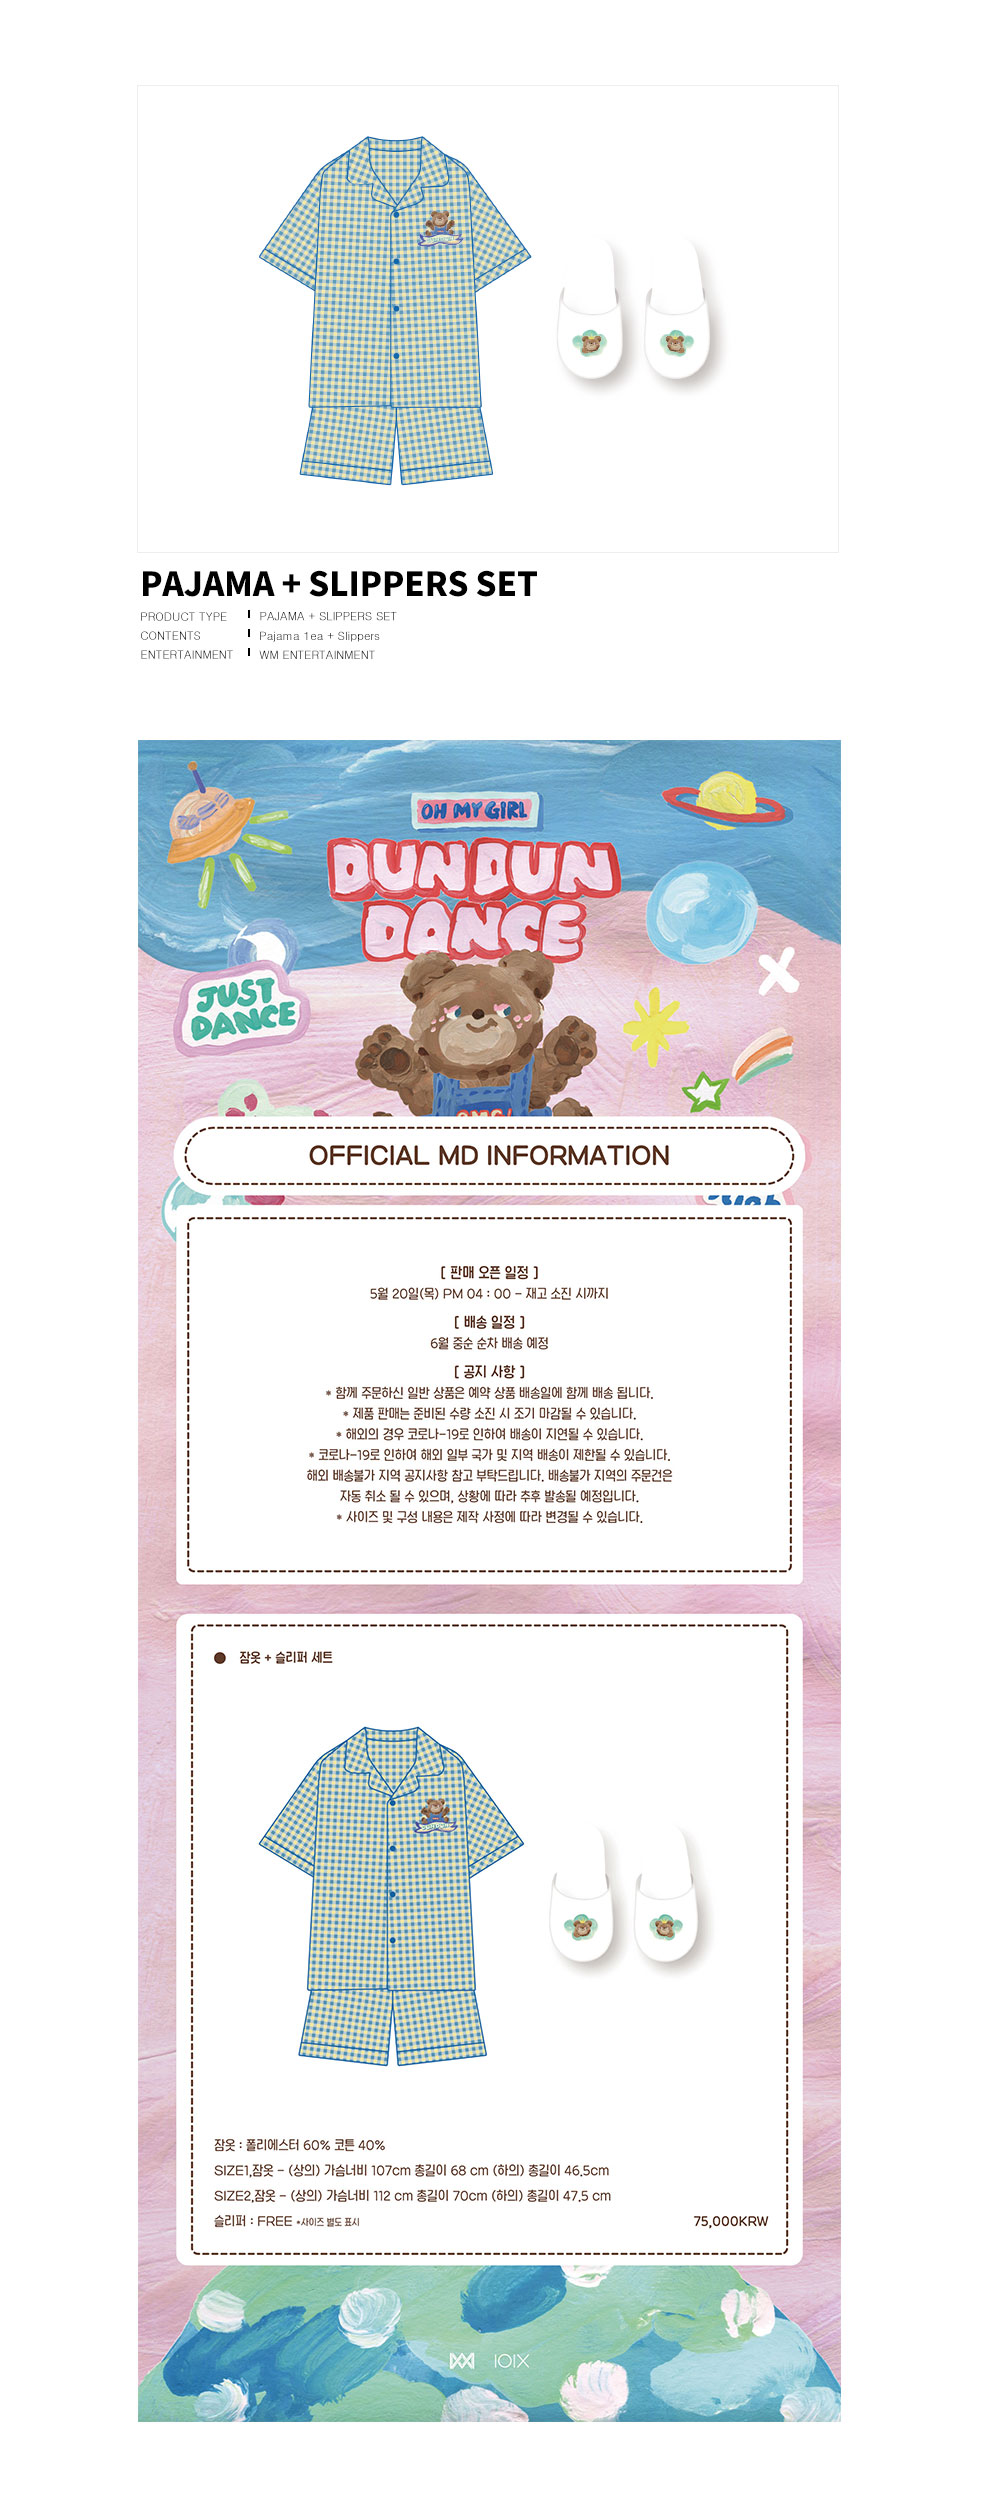 PAJAMA + SLIPPERS SET
PRODUCT TYPE PAJAMA + SLIPPERS SET
CONTENTS Pajama 1ea + Slippers
ENTERTAINMENT WM ENTERTAINMENT
OH MY GIRL
DUN DUN
DANCE
JUST
DANCE
OFFICIAL MD INFORMATION
[ 판매 오픈 일정 ]
5월 20일(목) PM 04 : 00 - 재고 소진 시까지
[ 배송 일정 ]
6월 중순 순차 배송 예정
[ 공지 사항 ]
* 함께 주문하신 일반 상품은 예약 상품 배송일에 함께 배송 됩니다.
* 제품 판매는 준비된 수량 소진 시 조기 마감될 수 있습니다.
* 해외의 경우 코로나-19로 인하여 배송이 지연될 수 있습니다.
* 코로나-19로 인하여 해외 일부 국가 및 지역 배송이 제한될 수 있습니다.
해외 배송불가 지역 공지사항 참고 부탁드립니다. 배송불가 지역의 주문건은
자동 취소 될 수 있으며, 상황에 따라 추후 발송될 예정입니다.
* 사이즈 및 구성 내용은 제작 사정에 따라 변경될 수 있습니다.
잠옷 + 슬리퍼 세트
잠옷 : 폴리에스터 60% 코튼 40%
SIZE1.잠옷 - (상의) 가슴너비 107cm 총길이 68 cm (하의) 총길이 46.5cm
SIZE2.잠옷 - (상의) 가슴너비 112 cm 총길이 70cm (하의) 총길이 47.5 cm
슬리퍼 : FREE *사이즈 별도 표시 75,000KRW
IOIX